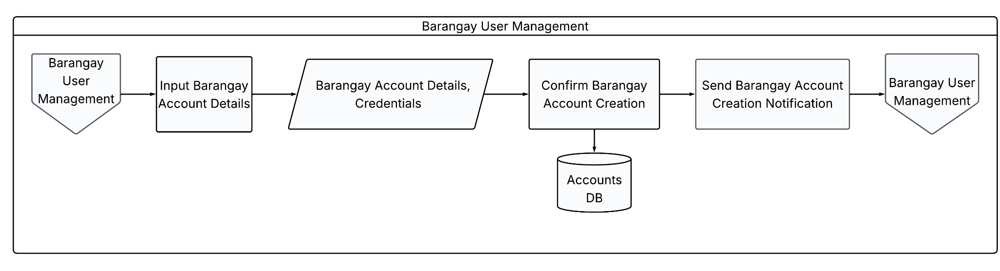 Barangay User Management
Barangay
User
Management
Input Barangay
Account Details
Barangay Account Details,
Credentials
Confirm Barangay
Account Creation
Send Barangay Account
Creation Notification
Barangay User
Management
Accounts
DB